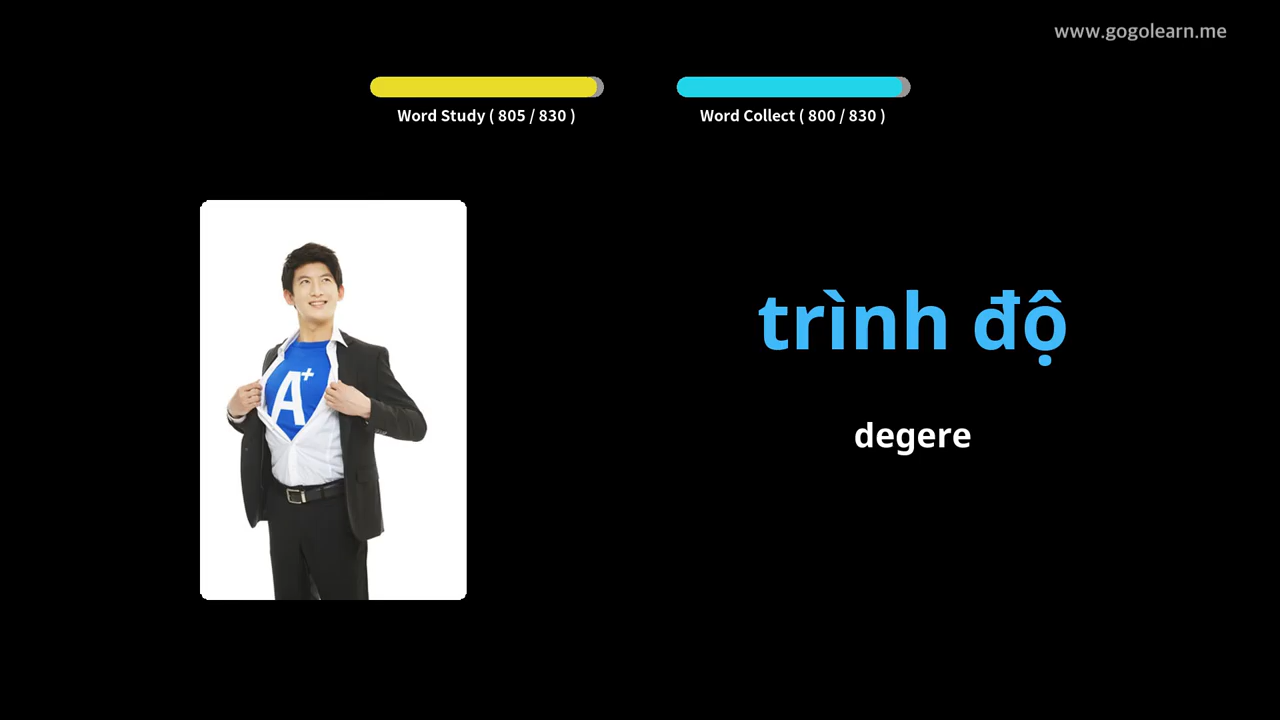 www.gogolearn.me
Word Study ( 805 / 830 )
Word Collect ( 800 / 830 )
A+
trình độ
degere